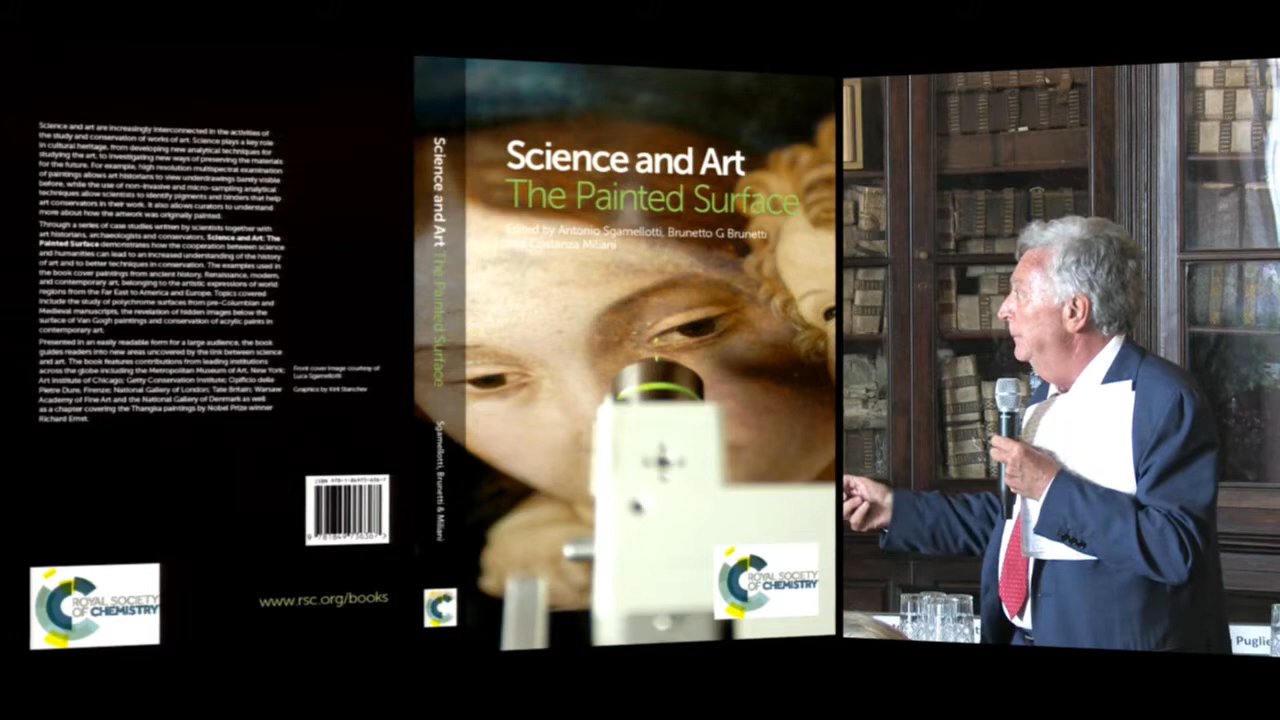 Science and art are increasingly interconnected in the activities of
the study and conservation of works of art. Science plays a key role
in cultural heritage, from developing new analytical techniques for
studying the art, to investigating new ways of preserving the materials
for the future. For example, high resolution multispectral examination
of paintings allows art historians to view underdrawings barely visible
before, while the use of non-invasive and micro-sampling analytical
techniques allow scientists to identify pigments and binders that help
art conservators in their work. It also allows curators to understand
more about how the artwork was originally painted.
Through a series of case studies written by scientists together with
art historians, archaeologists and conservators, Science and Art: The
Painted Surface demonstrates how the cooperation between science
and humanities can lead to an increased understanding of the history
of art and to better techniques in conservation. The examples used in
the book cover paintings from ancient history, Renaissance, modern,
and contemporary art, belonging to the artistic expressions of world
regions from the Far East to America and Europe. Topics covered
include the study of polychrome surfaces from pre-Columbian and
Medieval manuscripts, the revelation of hidden images below the
surface of Van Gogh paintings and conservation of acrylic paints in
contemporary art.
Presented in an easily readable form for a large audience, the book
guides readers into new areas uncovered by the link between science
and art. The book features contributions from leading institutions
across the globe including the Metropolitan Museum of Art, New York;
Art Institute of Chicago; Getty Conservation Institute; Opificio delle
Pietre Dure, Firenze; National Gallery of London; Tate Britain; Warsaw
Academy of Fine Art and the National Gallery of Denmark as well
as a chapter covering the Thangka paintings by Nobel Prize winner
Richard Ernst.
Front cover image courtesy of
Luca Sgamellotti
Graphics by Kiril Stanchev
ISBN 978-1-84973-636-7
9 781849 736367
ROYAL SOCIETY
OF CHEMISTRY
www.rsc.org/books
Science and Art The Painted Surface
Sgamellotti, Brunetti & Miliani
Science and Art
The Painted Surface
Edited by Antonio Sgamellotti, Brunetto G Brunetti
and Costanza Miliani
ROYAL SOCIETY
OF CHEMISTRY
Puglie